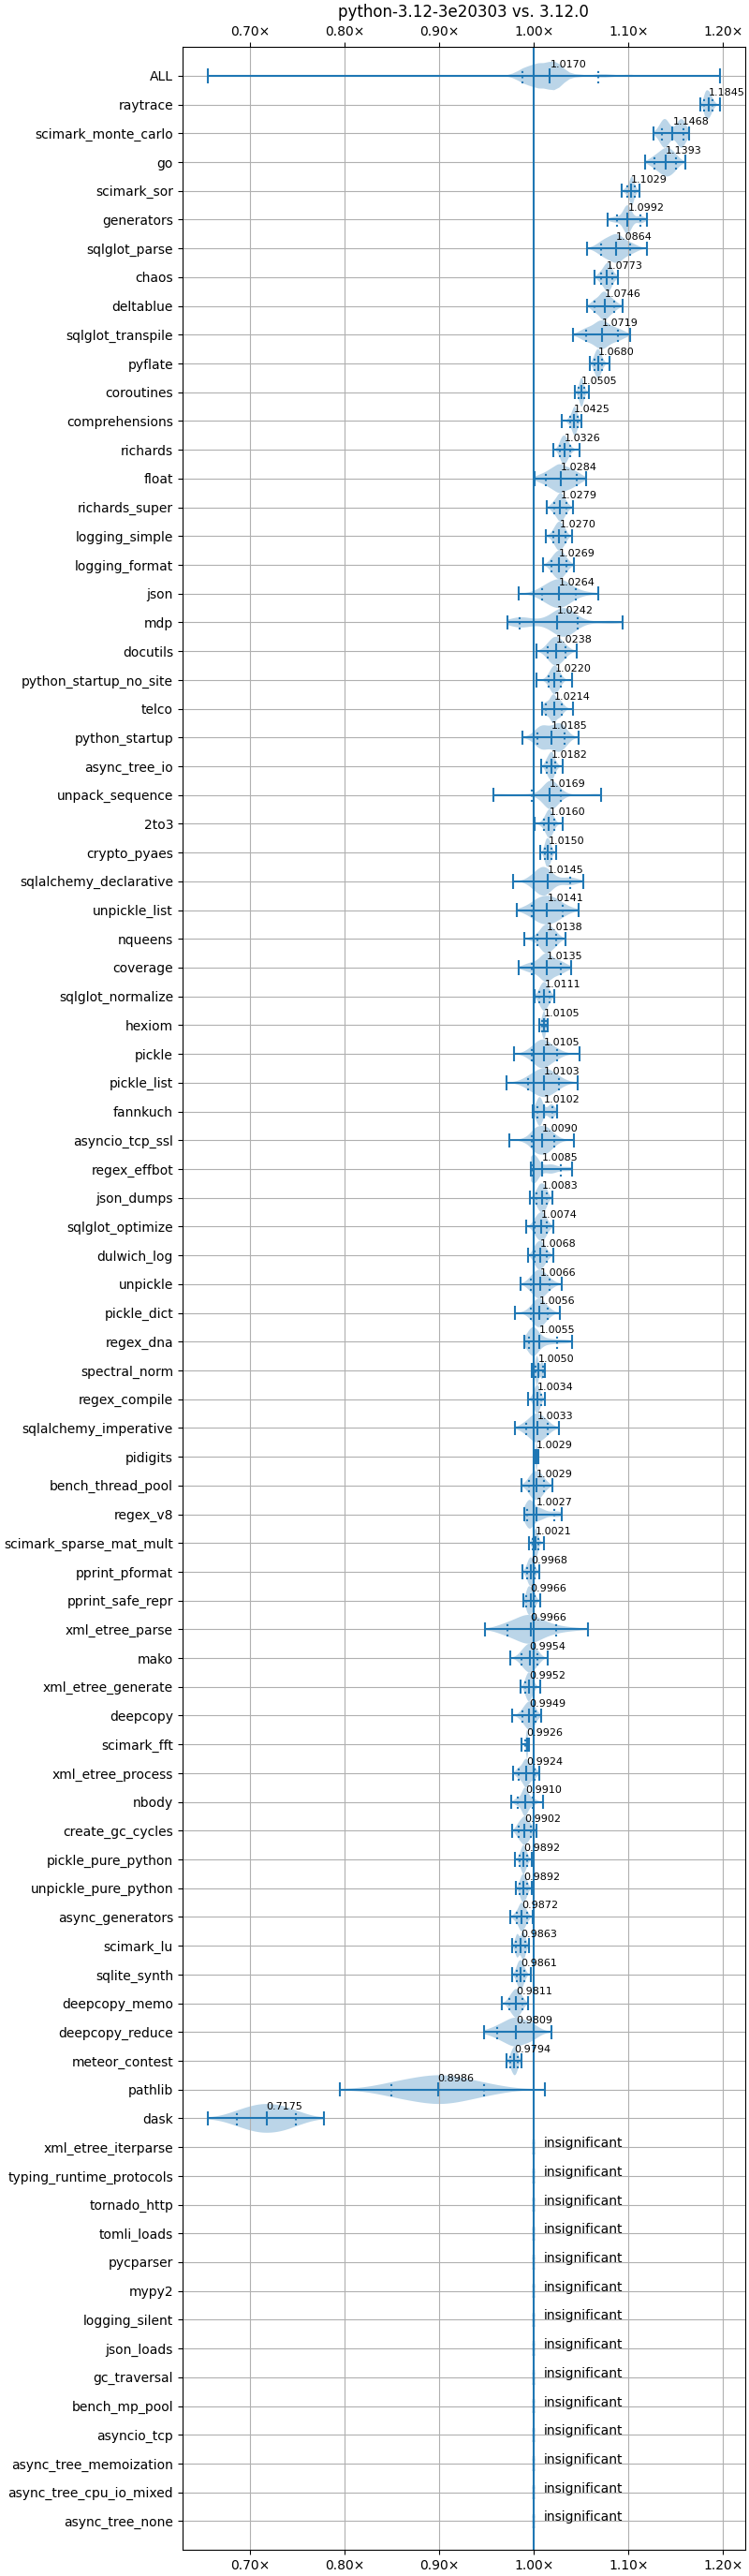 python-3.12-3e20303 vs. 3.12.0
0.70× 0.80× 0.90× 1.00× 1.10× 1.20×
ALL 1.0170
raytrace 1.1845
scimark_monte_carlo 1.1468
go 1.1393
scimark_sor 1.1029
generators 1.0992
sqlglot_parse 1.0864
chaos 1.0773
deltablue 1.0746
sqlglot_transpile 1.0719
pyflate 1.0680
coroutines 1.0505
comprehensions 1.0425
richards 1.0326
float 1.0284
richards_super 1.0279
logging_simple 1.0270
logging_format 1.0269
json 1.0264
mdp 1.0242
docutils 1.0238
python_startup_no_site 1.0220
telco 1.0214
python_startup 1.0185
async_tree_io 1.0182
unpack_sequence 1.0169
2to3 1.0160
crypto_pyaes 1.0150
sqlalchemy_declarative 1.0145
unpickle_list 1.0141
nqueens 1.0138
coverage 1.0135
sqlglot_normalize 1.0111
hexiom 1.0105
pickle 1.0105
pickle_list 1.0103
fannkuch 1.0102
asyncio_tcp_ssl 1.0090
regex_effbot 1.0085
json_dumps 1.0083
sqlglot_optimize 1.0074
dulwich_log 1.0068
unpickle 1.0066
pickle_dict 1.0056
regex_dna 1.0055
spectral_norm 1.0050
regex_compile 1.0034
sqlalchemy_imperative 1.0033
pidigits 1.0029
bench_thread_pool 1.0029
regex_v8 1.0027
scimark_sparse_mat_mult 1.0021
pprint_pformat 0.9968
pprint_safe_repr 0.9966
xml_etree_parse 0.9966
mako 0.9954
xml_etree_generate 0.9952
deepcopy 0.9949
scimark_fft 0.9926
xml_etree_process 0.9924
nbody 0.9910
create_gc_cycles 0.9902
pickle_pure_python 0.9892
unpickle_pure_python 0.9892
async_generators 0.9872
scimark_lu 0.9863
sqlite_synth 0.9861
deepcopy_memo 0.9811
deepcopy_reduce 0.9809
meteor_contest 0.9794
pathlib 0.8986
dask 0.7175
xml_etree_iterparse insignificant
typing_runtime_protocols insignificant
tornado_http insignificant
tomli_loads insignificant
pycparser insignificant
mypy2 insignificant
logging_silent insignificant
json_loads insignificant
gc_traversal insignificant
bench_mp_pool insignificant
asyncio_tcp insignificant
async_tree_memoization insignificant
async_tree_cpu_io_mixed insignificant
async_tree_none insignificant
0.70× 0.80× 0.90× 1.00× 1.10× 1.20×